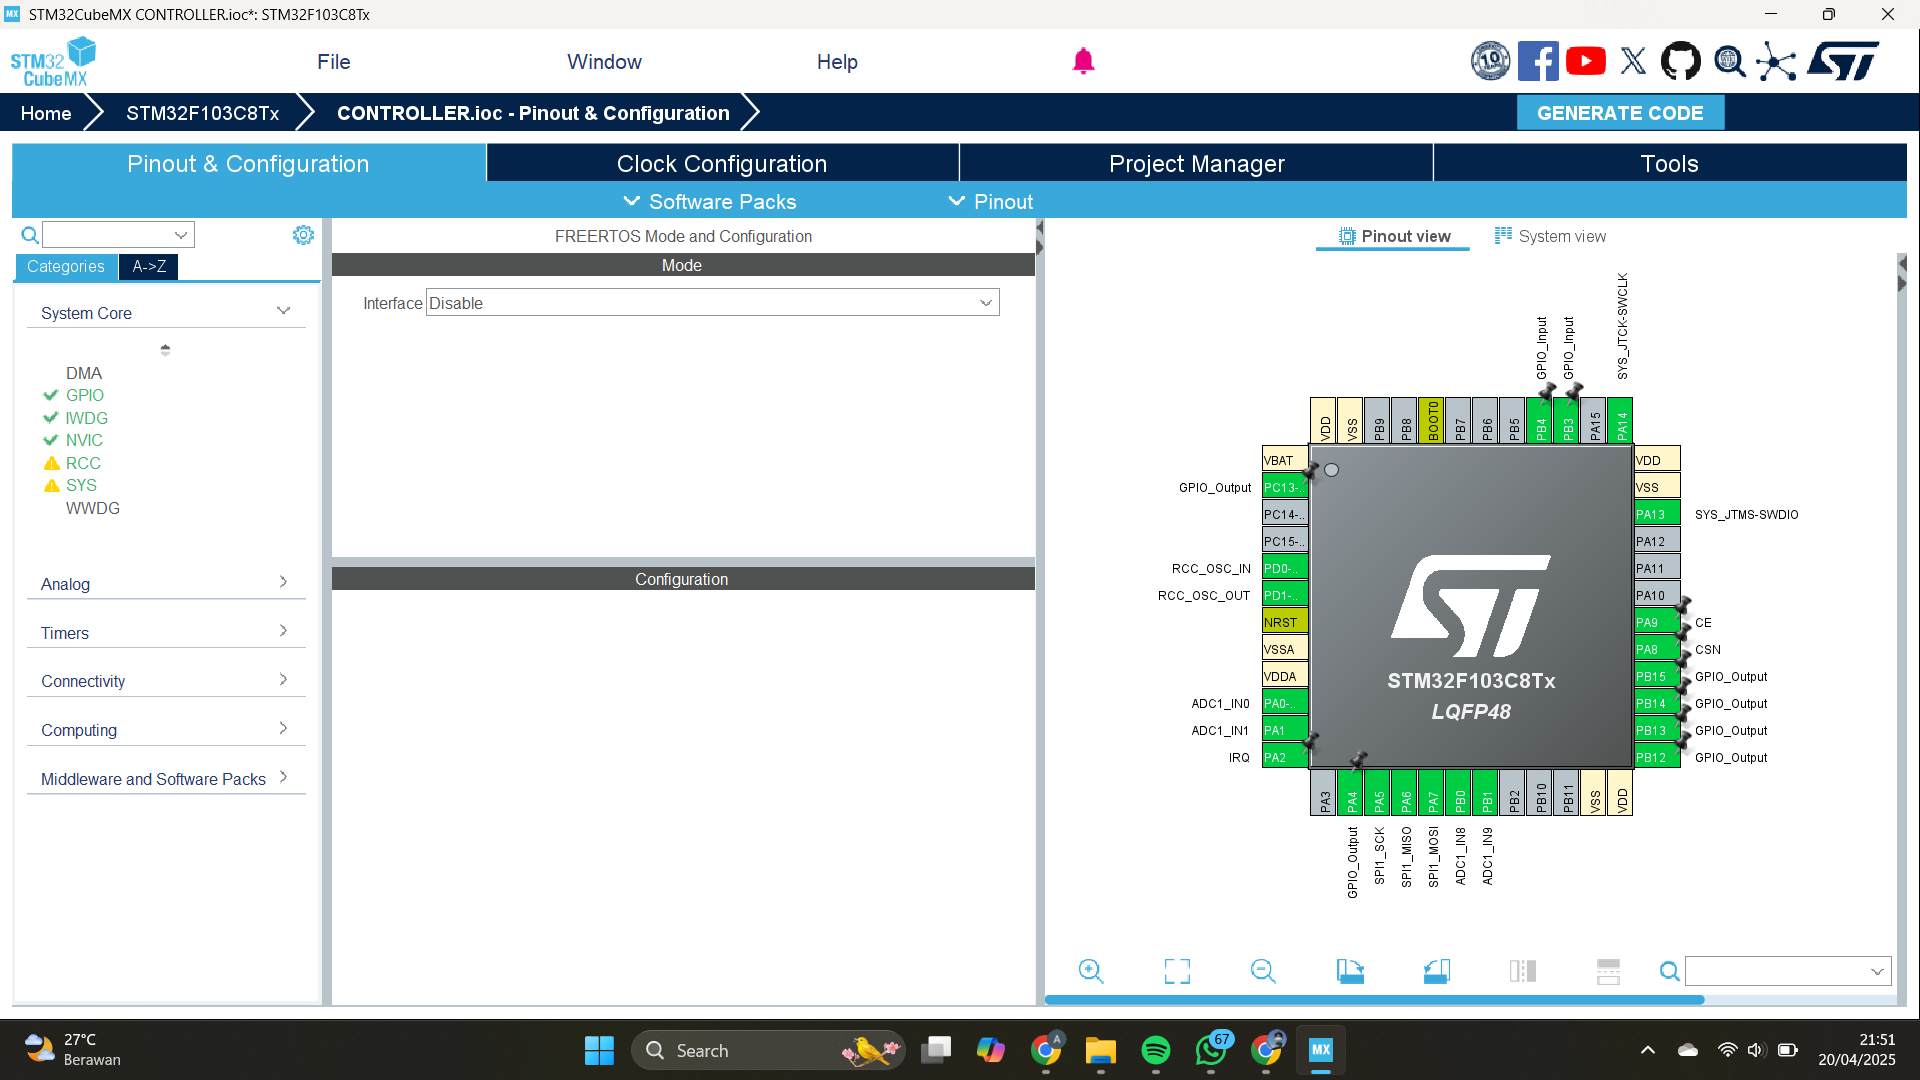 MX STM32CubeMX CONTROLLER.ioc*: STM32F103C8Tx
STM32 CubeMX
File Window Help
10
ST
Home STM32F103C8Tx CONTROLLER.ioc - Pinout & Configuration GENERATE CODE
Pinout & Configuration Clock Configuration Project Manager Tools
Software Packs Pinout
Categories A->Z
System Core
DMA
GPIO
IWDG
NVIC
RCC
SYS
WWDG
Analog
Timers
Connectivity
Computing
Middleware and Software Packs
FREERTOS Mode and Configuration
Mode
Interface Disable
Configuration
Pinout view System view
GPIO_Input
GPIO_Input
SYS_JTCK-SWCLK
VDD
VSS
PB9
PB8
BOOT0
PB7
PB6
PB5
PB4
PB3
PA15
PA14
VBAT
GPIO_Output PC13-..
PC14-..
PC15-..
RCC_OSC_IN PD0-..
RCC_OSC_OUT PD1-..
NRST
VSSA
VDDA
ADC1_IN0 PA0-..
ADC1_IN1 PA1
IRQ PA2
STM32F103C8Tx
LQFP48
VDD
VSS
PA13 SYS_JTMS-SWDIO
PA12
PA11
PA10
PA9 CE
PA8 CSN
PB15 GPIO_Output
PB14 GPIO_Output
PB13 GPIO_Output
PB12 GPIO_Output
PA3
PA4
PA5
PA6
PA7
PB0
PB1
PB2
PB10
PB11
VSS
VDD
GPIO_Output
SPI1_SCK
SPI1_MISO
SPI1_MOSI
ADC1_IN8
ADC1_IN9
27°C
Berawan
Search
A
67
MX
21:51
20/04/2025